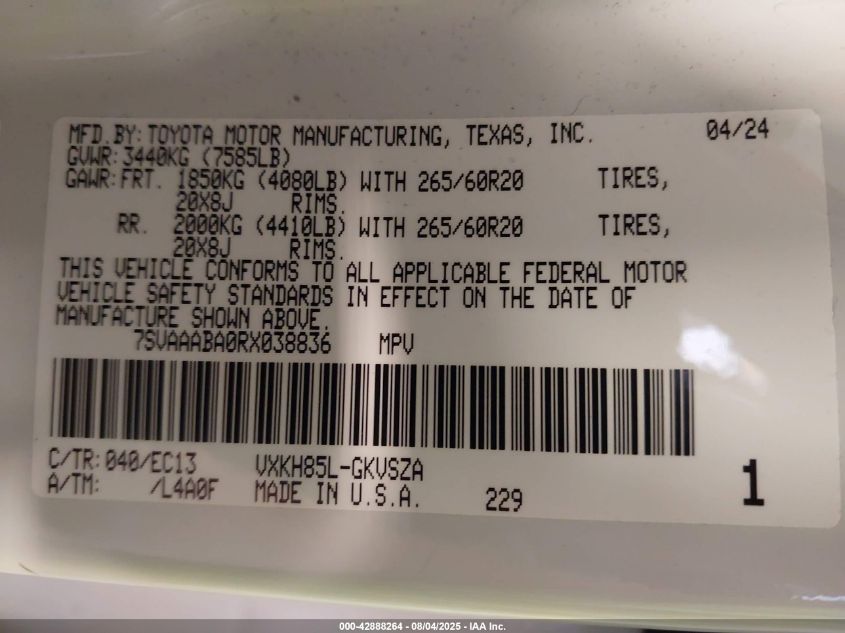 MFD. BY: TOYOTA MOTOR MANUFACTURING, TEXAS, INC. 04/24
GVWR: 3440KG (7585LB)
GAWR: FRT. 1850KG (4080LB) WITH 265/60R20 TIRES,
20X8J RIMS.
RR. 2000KG (4410LB) WITH 265/60R20 TIRES,
20X8J RIMS.
THIS VEHICLE CONFORMS TO ALL APPLICABLE FEDERAL MOTOR
VEHICLE SAFETY STANDARDS IN EFFECT ON THE DATE OF
MANUFACTURE SHOWN ABOVE.
7SVAAABA0RX038836 MPV
C/TR: 040/EC13 VXKH85L-GKVSZA
A/TM: /L4A0F MADE IN U.S.A. 229 1
000-42888264 - 08/04/2025 - IAA Inc.